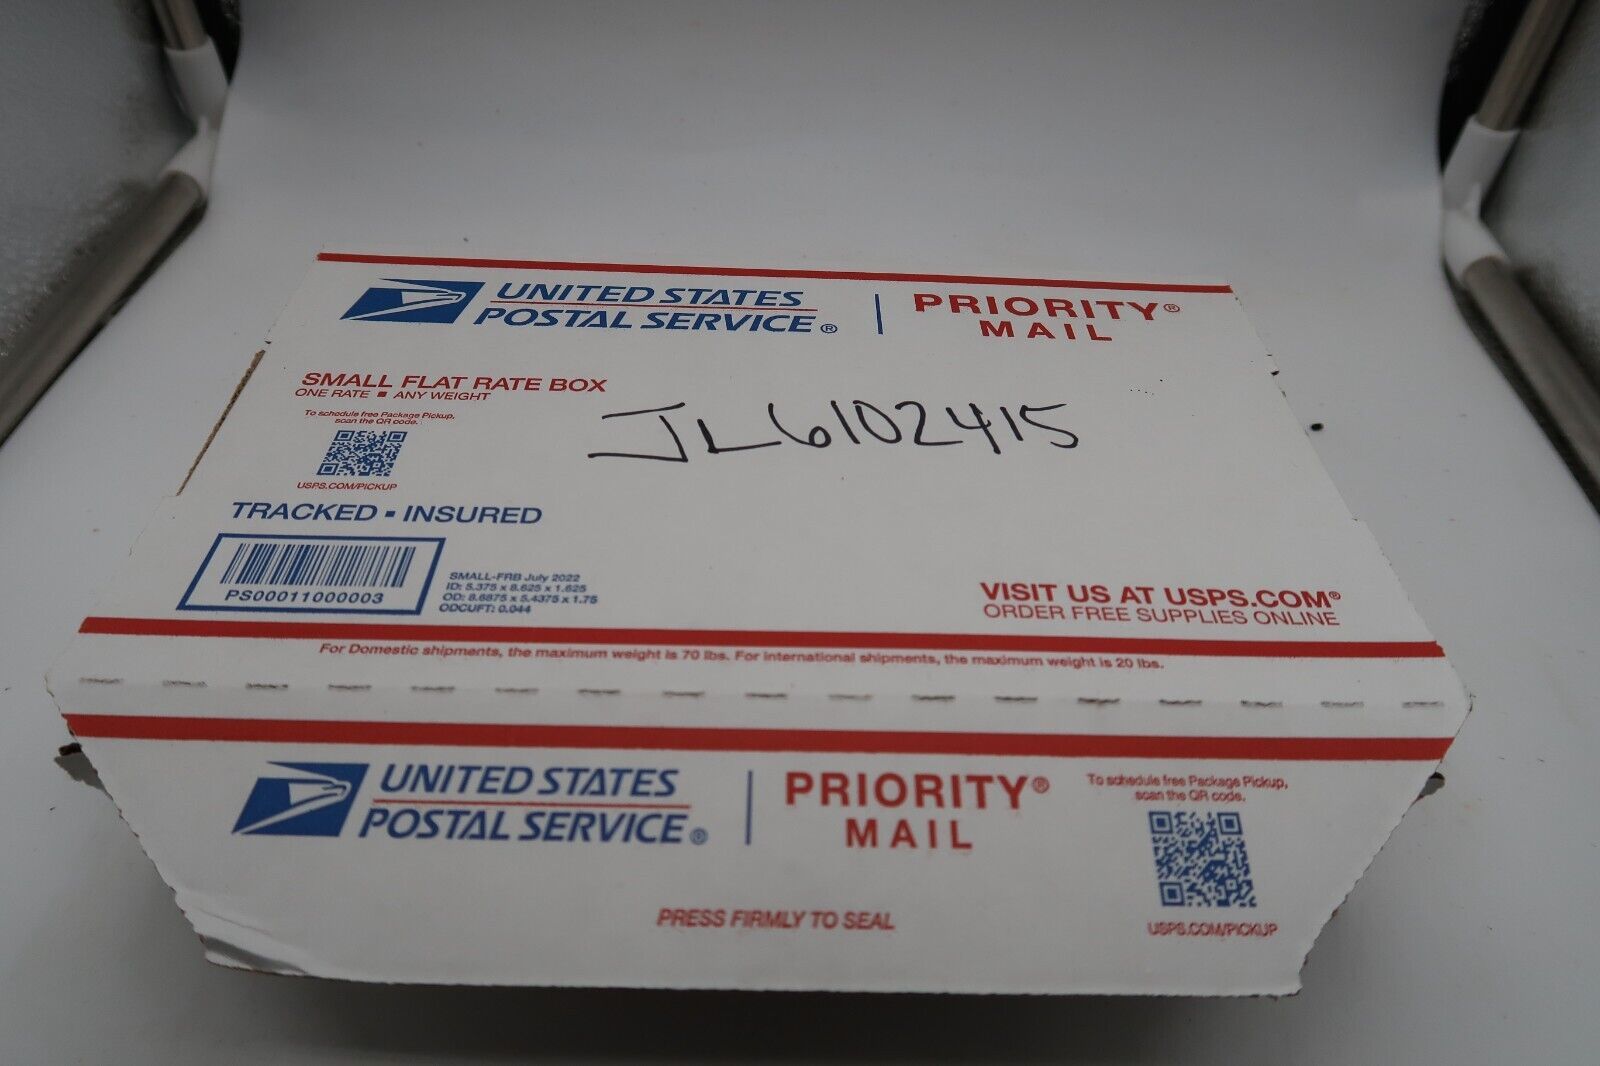 UNITED STATES
POSTAL SERVICE®
PRIORITY®
MAIL
SMALL FLAT RATE BOX
ONE RATE ■ ANY WEIGHT
To schedule free Package Pickup,
scan the QR code.
USPS.COM/PICKUP
JL6102415
TRACKED ■ INSURED
PS00011000003
SMALL-FRB July 2022
ID: 5.375 x 8.625 x 1.625
OD: 8.6875 x 5.4375 x 1.75
ODCUFT: 0.044
VISIT US AT USPS.COM®
ORDER FREE SUPPLIES ONLINE
For Domestic shipments, the maximum weight is 70 lbs. For international shipments, the maximum weight is 20 lbs.
UNITED STATES
POSTAL SERVICE®
PRIORITY®
MAIL
To schedule free Package Pickup,
scan the QR code.
USPS.COM/PICKUP
PRESS FIRMLY TO SEAL